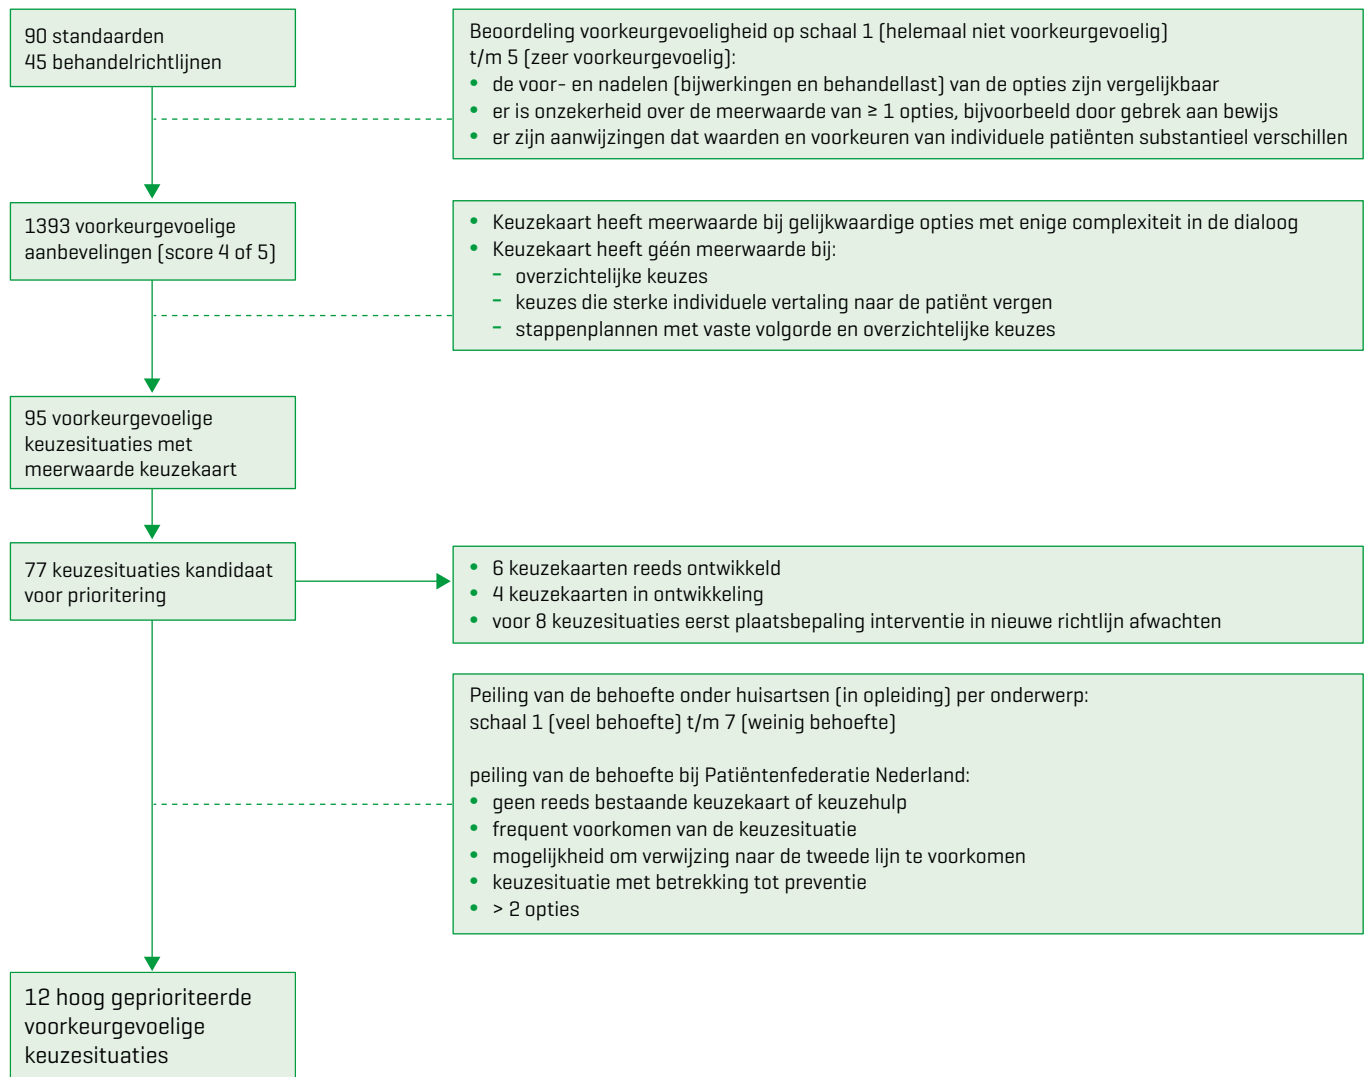 90 standaarden
45 behandelrichtlijnen
Beoordeling voorkeurgevoeligheid op schaal 1 (helemaal niet voorkeurgevoelig)
t/m 5 (zeer voorkeurgevoelig):
• de voor- en nadelen (bijwerkingen en behandellast) van de opties zijn vergelijkbaar
• er is onzekerheid over de meerwaarde van ≥ 1 opties, bijvoorbeeld door gebrek aan bewijs
• er zijn aanwijzingen dat waarden en voorkeuren van individuele patiënten substantieel verschillen
1393 voorkeurgevoelige
aanbevelingen (score 4 of 5)
• Keuzekaart heeft meerwaarde bij gelijkwaardige opties met enige complexiteit in de dialoog
• Keuzekaart heeft géén meerwaarde bij:
– overzichtelijke keuzes
– keuzes die sterke individuele vertaling naar de patiënt vergen
– stappenplannen met vaste volgorde en overzichtelijke keuzes
95 voorkeurgevoelige
keuzesituaties met
meerwaarde keuzekaart
77 keuzesituaties kandidaat
voor prioritering
• 6 keuzekaarten reeds ontwikkeld
• 4 keuzekaarten in ontwikkeling
• voor 8 keuzesituaties eerst plaatsbepaling interventie in nieuwe richtlijn afwachten
Peiling van de behoefte onder huisartsen (in opleiding) per onderwerp:
schaal 1 (veel behoefte) t/m 7 (weinig behoefte)
peiling van de behoefte bij Patiëntenfederatie Nederland:
• geen reeds bestaande keuzekaart of keuzehulp
• frequent voorkomen van de keuzesituatie
• mogelijkheid om verwijzing naar de tweede lijn te voorkomen
• keuzesituatie met betrekking tot preventie
• > 2 opties
12 hoog geprioriteerde
voorkeurgevoelige
keuzesituaties